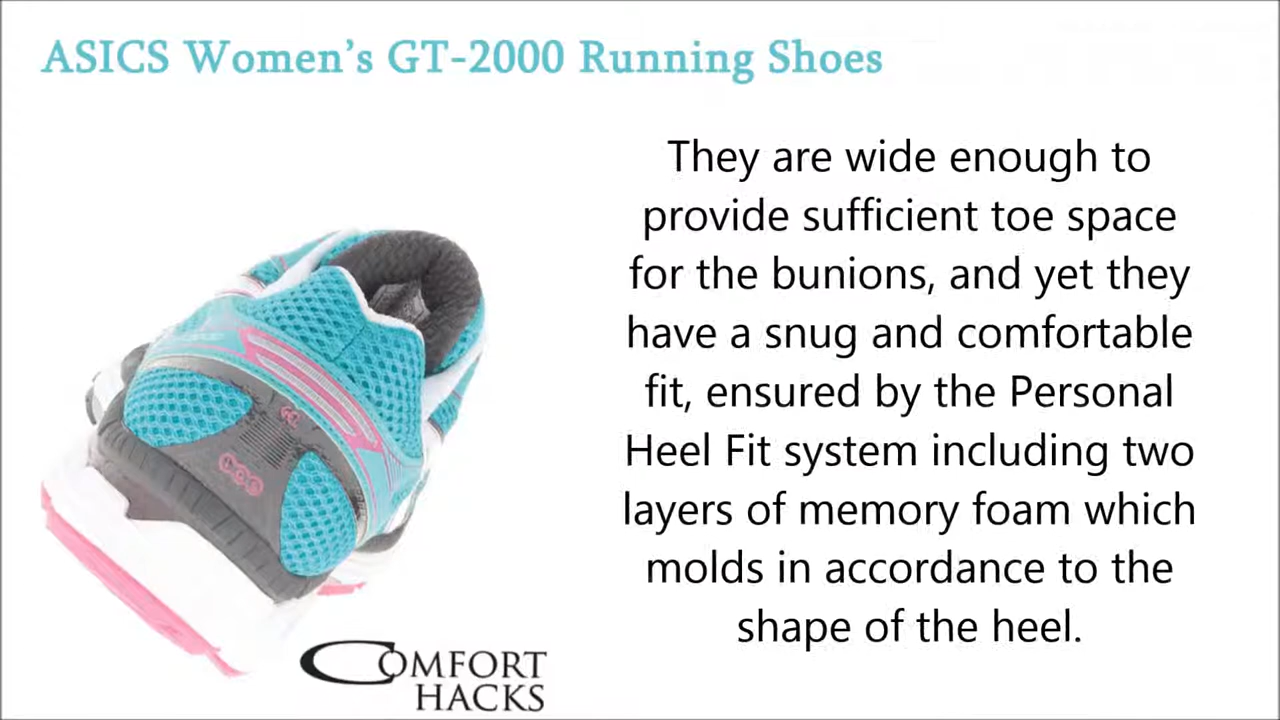 ASICS Women's GT-2000 Running Shoes
They are wide enough to
provide sufficient toe space
for the bunions, and yet they
have a snug and comfortable
fit, ensured by the Personal
Heel Fit system including two
layers of memory foam which
molds in accordance to the
shape of the heel.
COMFORT
HACKS